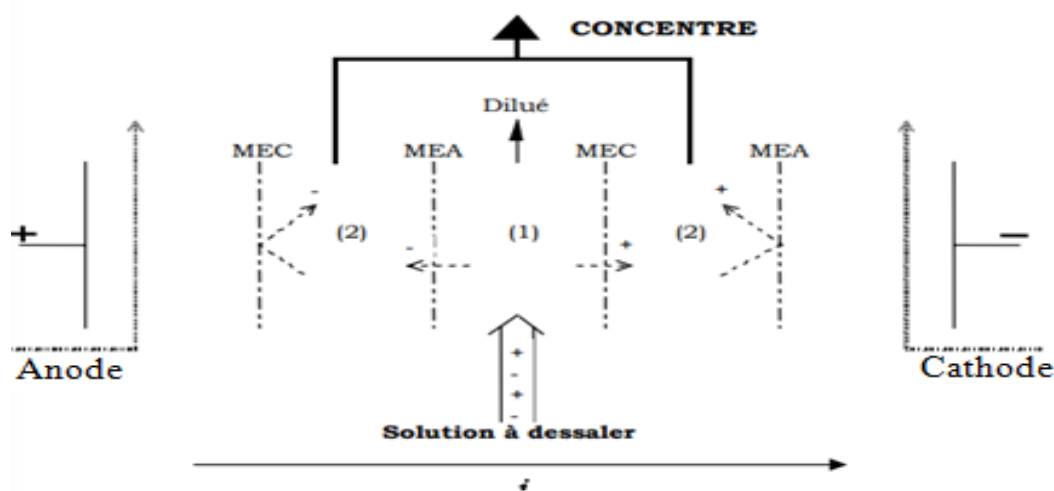 CONCENTRE
Dilué
MEC MEA MEC MEA
- +
(2) (1) (2)
+ - + -
Anode Cathode
+
-
+
-
Solution à dessaler
i